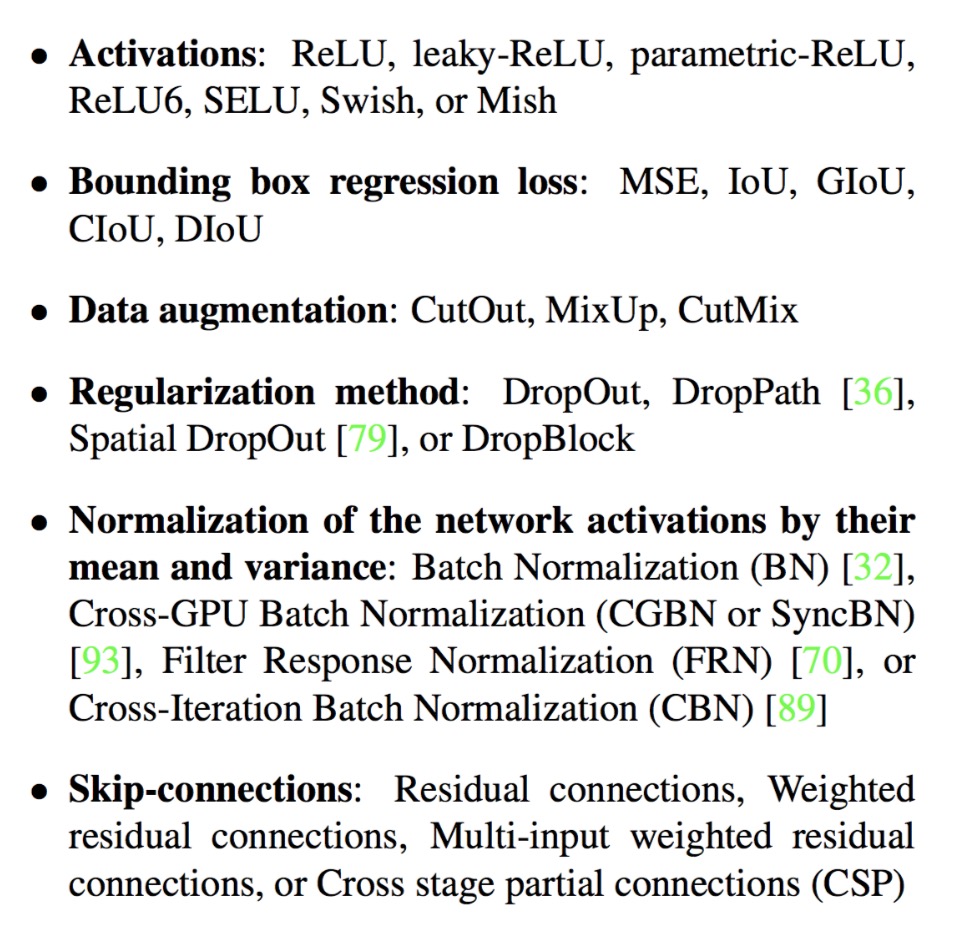 • Activations: ReLU, leaky-ReLU, parametric-ReLU,
ReLU6, SELU, Swish, or Mish
• Bounding box regression loss: MSE, IoU, GIoU,
CIoU, DIoU
• Data augmentation: CutOut, MixUp, CutMix
• Regularization method: DropOut, DropPath [36],
Spatial DropOut [79], or DropBlock
• Normalization of the network activations by their
mean and variance: Batch Normalization (BN) [32],
Cross-GPU Batch Normalization (CGBN or SyncBN)
[93], Filter Response Normalization (FRN) [70], or
Cross-Iteration Batch Normalization (CBN) [89]
• Skip-connections: Residual connections, Weighted
residual connections, Multi-input weighted residual
connections, or Cross stage partial connections (CSP)